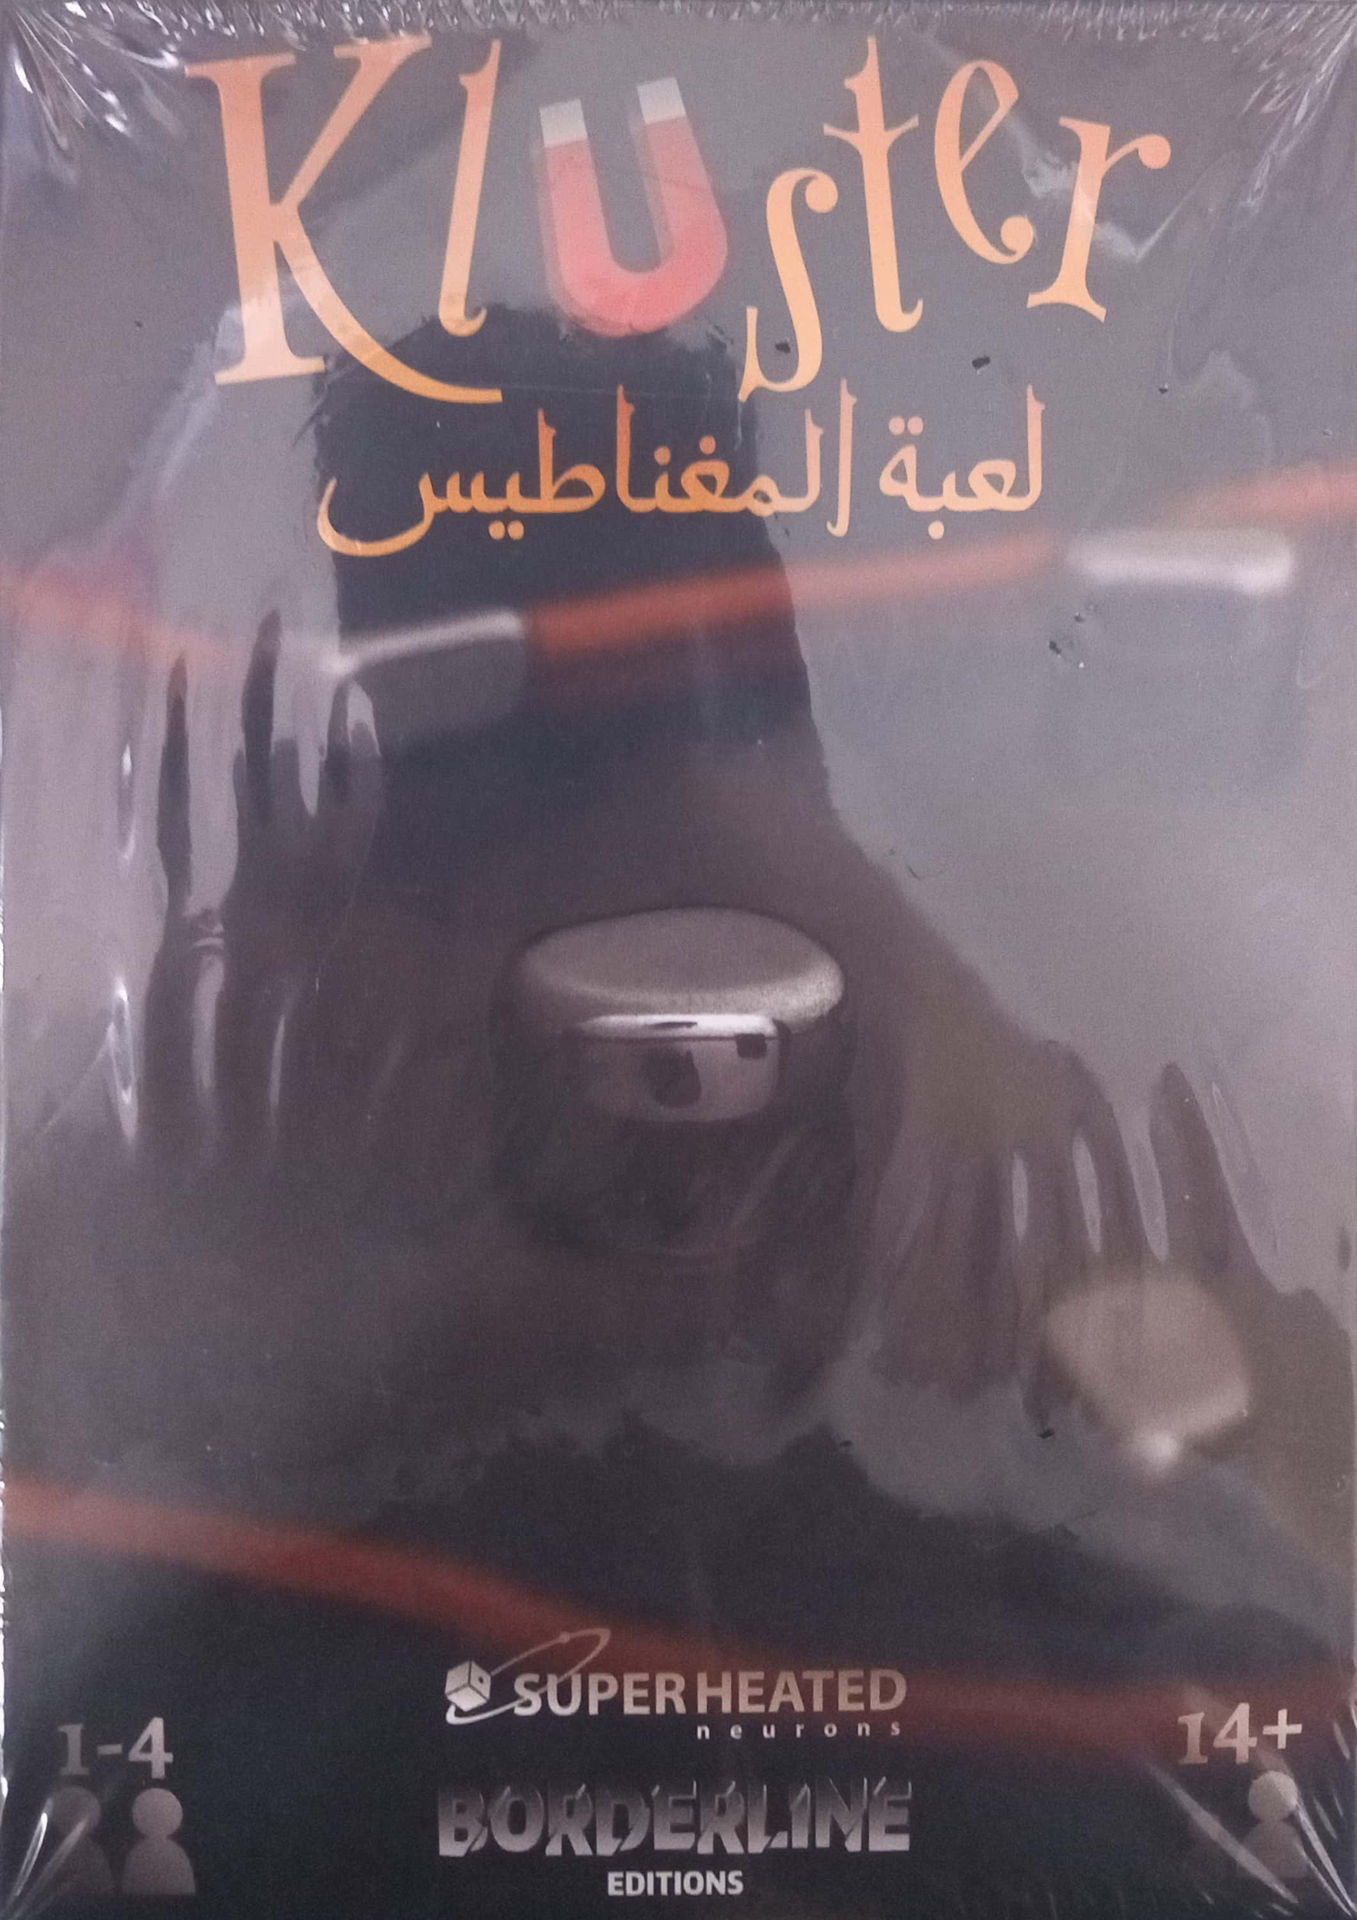 Kluster
لعبة المغناطيس
SUPERHEATED
neurons
1-4
14+
BORDERLINE
EDITIONS